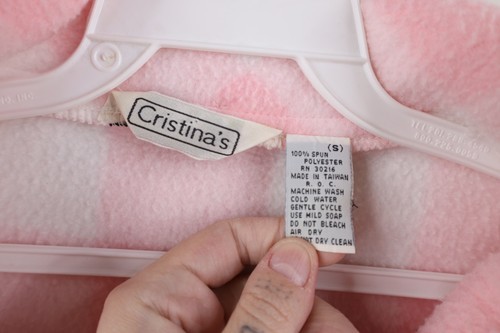 Cristina's
(S)
100% SPUN
POLYESTER
RN 30216
MADE IN TAIWAN
R. O. C.
MACHINE WASH
COLD WATER
GENTLE CYCLE
USE MILD SOAP
DO NOT BLEACH
AIR DRY
NOT DRY CLEAN